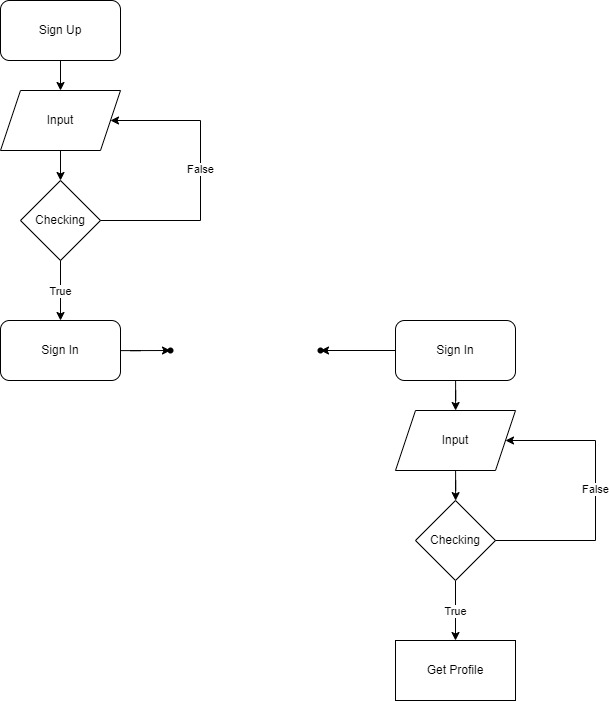 Sign Up
Input
False
Checking
True
Sign In
Sign In
Input
False
Checking
True
Get Profile